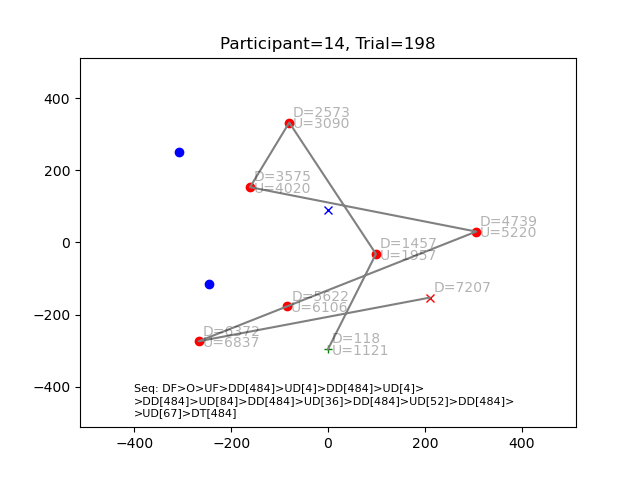 Participant=14, Trial=198
400
200
0
−200
−400
−400
−200
0
200
400
D=2573
U=3090
D=3575
U=4020
D=4739
U=5220
D=1457
U=1957
D=7207
D=5622
U=6106
D=6372
U=6837
D=118
U=1121
Seq: DF>O>UF>DD[484]>UD[4]>DD[484]>UD[4]>
>DD[484]>UD[84]>DD[484]>UD[36]>DD[484]>UD[52]>DD[484]>
>UD[67]>DT[484]